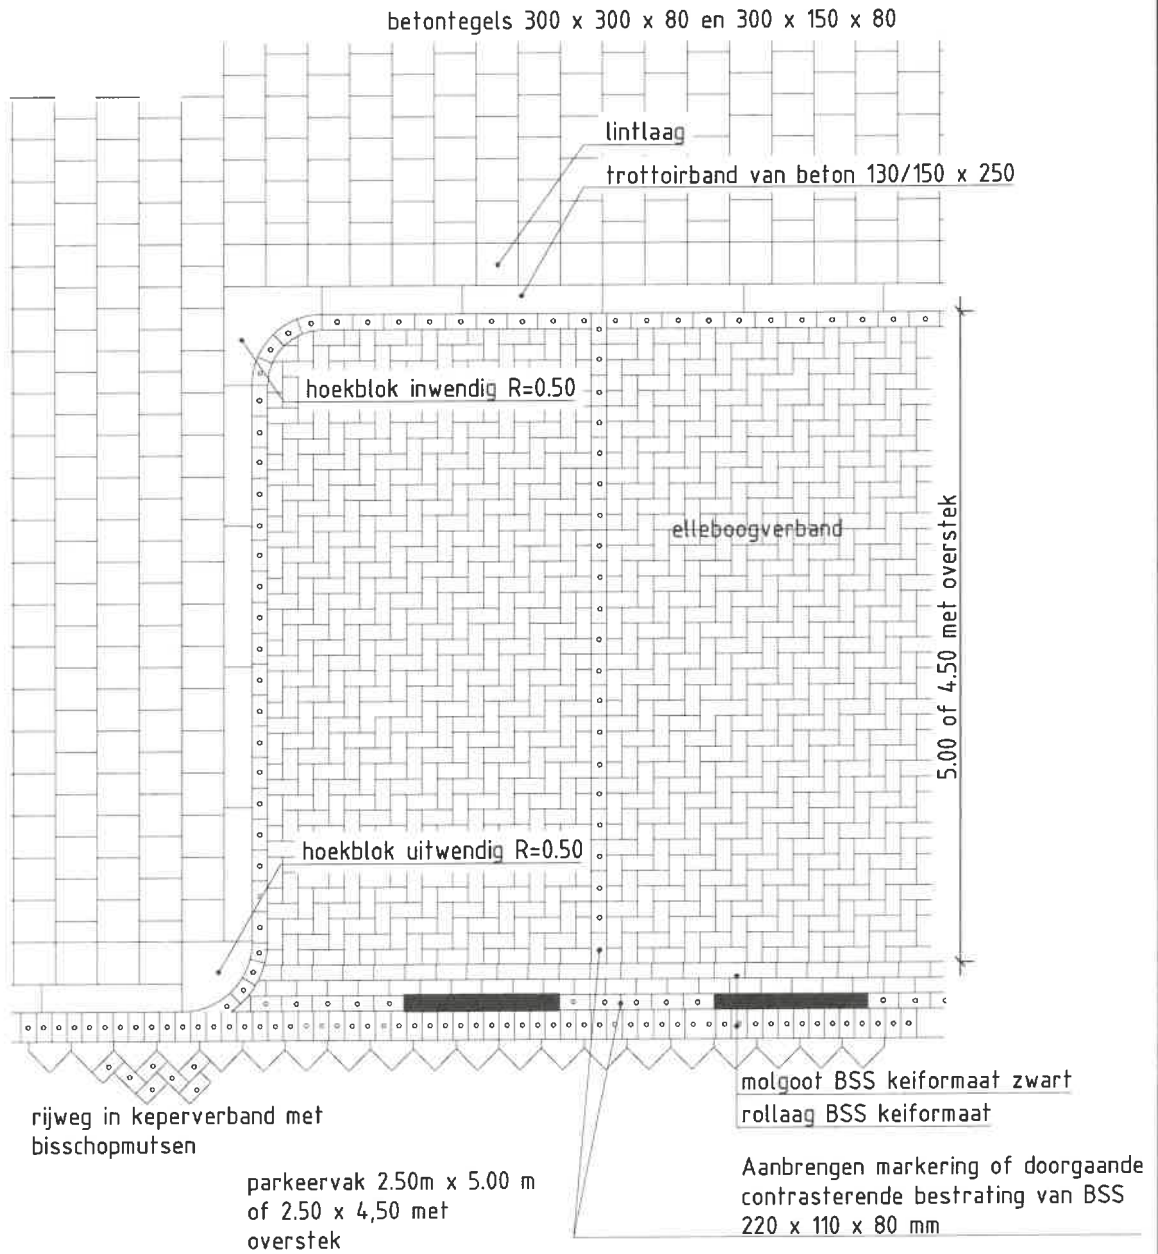 betontegels 300 x 300 x 80 en 300 x 150 x 80
lintlaag
trottoirband van beton 130/150 x 250
hoekblok inwendig R=0.50
elleboogverband
5.00 of 4.50 met overstek
hoekblok uitwendig R=0.50
molgoot BSS keiformaat zwart
rollaag BSS keiformaat
rijweg in keperverband met
bisschopmutsen
Aanbrengen markering of doorgaande
contrasterende bestrating van BSS
220 x 110 x 80 mm
parkeervak 2.50m x 5.00 m
of 2.50 x 4,50 met
overstek